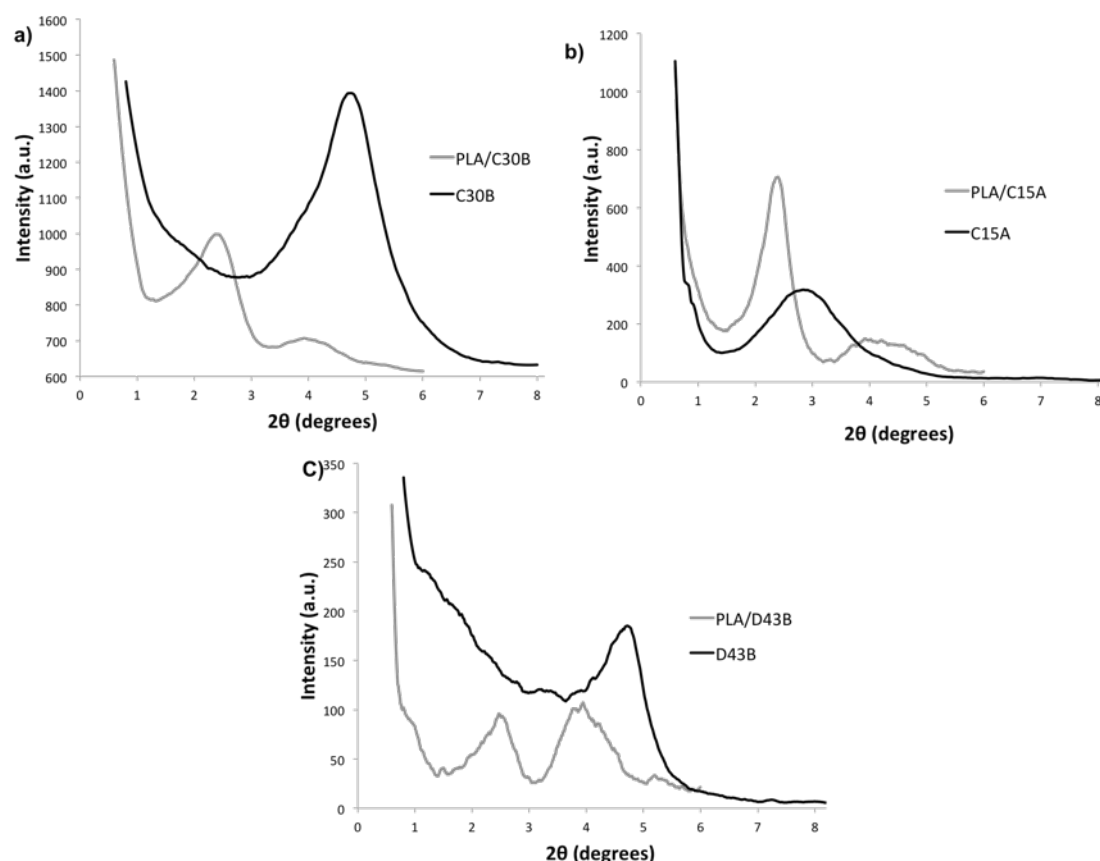 a)
1600
1500
1400
1300
1200
1100
1000
900
800
700
600
0 1 2 3 4 5 6 7 8
Intensity (a.u.)
2θ (degrees)
PLA/C30B
C30B
b)
1200
1000
800
600
400
200
0
0 1 2 3 4 5 6 7 8
Intensity (a.u.)
2θ (degrees)
PLA/C15A
C15A
C)
350
300
250
200
150
100
50
0
0 1 2 3 4 5 6 7 8
Intensity (a.u.)
2θ (degrees)
PLA/D43B
D43B